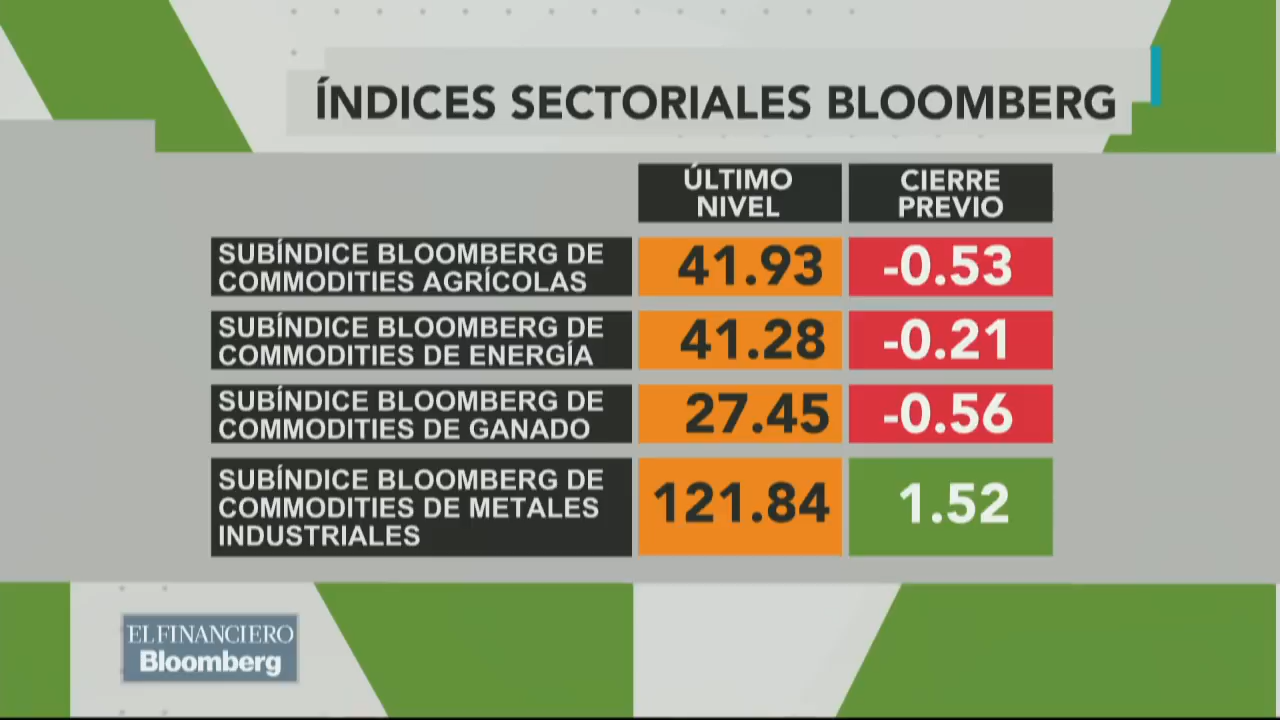 ÍNDICES SECTORIALES BLOOMBERG
ÚLTIMO
NIVEL
CIERRE
PREVIO
SUBÍNDICE BLOOMBERG DE
COMMODITIES AGRÍCOLAS
41.93
-0.53
SUBÍNDICE BLOOMBERG DE
COMMODITIES DE ENERGÍA
41.28
-0.21
SUBÍNDICE BLOOMBERG DE
COMMODITIES DE GANADO
27.45
-0.56
SUBÍNDICE BLOOMBERG DE
COMMODITIES DE METALES
INDUSTRIALES
121.84
1.52
EL FINANCIERO
Bloomberg